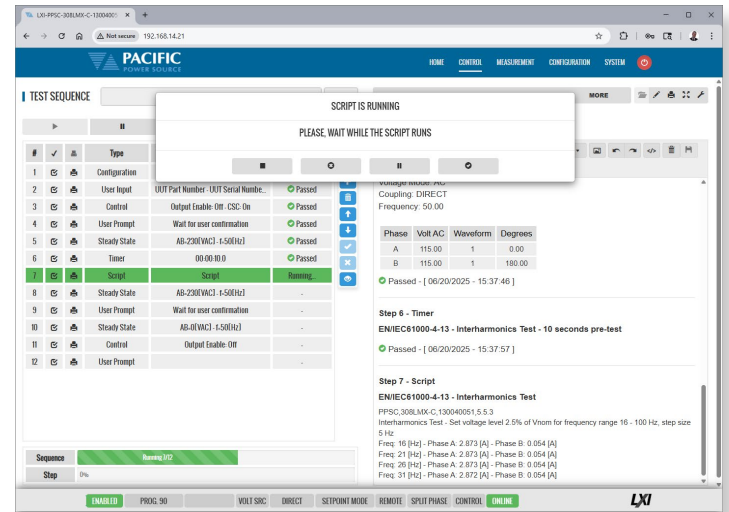 LXI-PPSC-308LMX-C-13004005
Not secure 192.168.14.21
PACIFIC
POWER SOURCE
HOME CONTROL MEASUREMENT CONFIGURATION SYSTEM
TEST SEQUENCE
MORE
SCRIPT IS RUNNING
PLEASE, WAIT WHILE THE SCRIPT RUNS
# Type
1 Configuration
2 User Input UUT Part Number - UUT Serial Numbe... Passed
3 Control Output Enable: Off - CSC: On Passed
4 User Prompt Wait for user confirmation Passed
5 Steady State AB-230[VAC] - f-50[Hz] Passed
6 Timer 00:00:10.0 Passed
7 Script Script Running...
8 Steady State AB-230[VAC] - f-50[Hz] -
9 User Prompt Wait for user confirmation -
10 Steady State AB-0[VAC] - f-50[Hz] -
11 Control Output Enable: Off -
12 User Prompt -
Sequence Running 7/12
Step 0%
Voltage Mode: AC
Coupling: DIRECT
Frequency: 50.00
Phase Volt AC Waveform Degrees
A 115.00 1 0.00
B 115.00 1 180.00
Passed - [ 06/20/2025 - 15:37:46 ]
Step 6 - Timer
EN/IEC61000-4-13 - Interharmonics Test - 10 seconds pre-test
Passed - [ 06/20/2025 - 15:37:57 ]
Step 7 - Script
EN/IEC61000-4-13 - Interharmonics Test
PPSC,308LMX-C,130040051,5.5.3
Interharmonics Test - Set voltage level 2.5% of Vnom for frequency range 16 - 100 Hz, step size
5 Hz
Freq: 16 [Hz] - Phase A: 2.873 [A] - Phase B: 0.054 [A]
Freq: 21 [Hz] - Phase A: 2.873 [A] - Phase B: 0.054 [A]
Freq: 26 [Hz] - Phase A: 2.873 [A] - Phase B: 0.054 [A]
Freq: 31 [Hz] - Phase A: 2.872 [A] - Phase B: 0.054 [A]
ENABLED PROG. 90 VOLT SRC DIRECT SETPOINT MODE REMOTE SPLIT PHASE CONTROL ONLINE
LXI